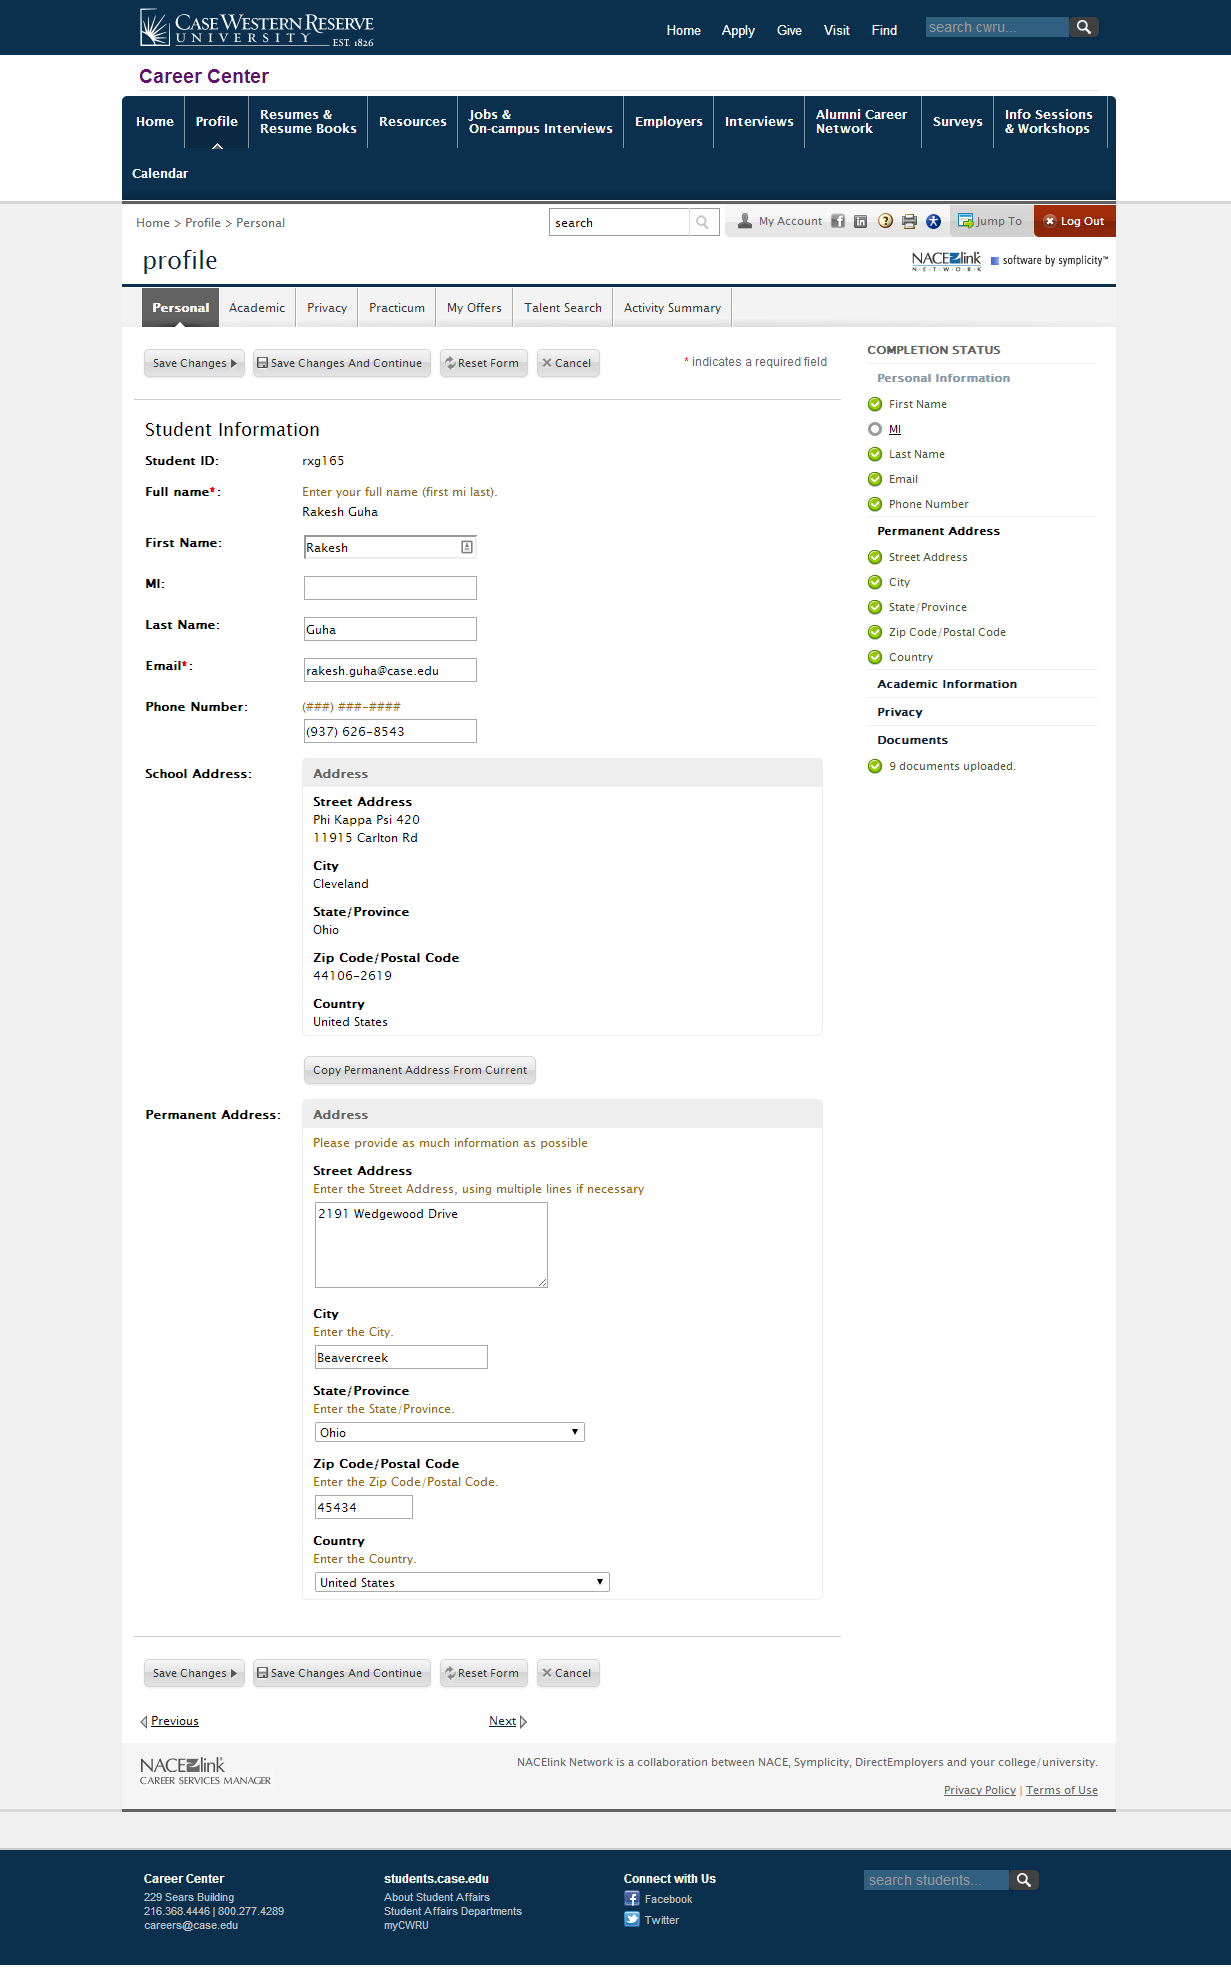 CASE WESTERN RESERVE
UNIVERSITY EST. 1826
Home Apply Give Visit Find search cwru...
Career Center
Home Profile Resumes & Resume Books Resources Jobs & On-campus Interviews Employers Interviews Alumni Career Network Surveys Info Sessions & Workshops
Calendar
Home > Profile > Personal search My Account Jump To Log Out
profile
NACElink NETWORK software by symplicity™
Personal Academic Privacy Practicum My Offers Talent Search Activity Summary
Save Changes Save Changes And Continue Reset Form Cancel * indicates a required field
Student Information
Student ID: rxg165
Full name*: Enter your full name (first mi last).
Rakesh Guha
First Name: Rakesh
MI:
Last Name: Guha
Email*: rakesh.guha@case.edu
Phone Number: (###) ###-####
(937) 626-8543
School Address: Address
Street Address
Phi Kappa Psi 420
11915 Carlton Rd
City
Cleveland
State/Province
Ohio
Zip Code/Postal Code
44106-2619
Country
United States
Copy Permanent Address From Current
Permanent Address: Address
Please provide as much information as possible
Street Address
Enter the Street Address, using multiple lines if necessary
2191 Wedgewood Drive
City
Enter the City.
Beavercreek
State/Province
Enter the State/Province.
Ohio
Zip Code/Postal Code
Enter the Zip Code/Postal Code.
45434
Country
Enter the Country.
United States
COMPLETION STATUS
Personal Information
First Name
MI
Last Name
Email
Phone Number
Permanent Address
Street Address
City
State/Province
Zip Code/Postal Code
Country
Academic Information
Privacy
Documents
9 documents uploaded.
Save Changes Save Changes And Continue Reset Form Cancel
Previous Next
NACElink
CAREER SERVICES MANAGER
NACElink Network is a collaboration between NACE, Symplicity, DirectEmployers and your college/university.
Privacy Policy | Terms of Use
Career Center
229 Sears Building
216.368.4446 | 800.277.4289
careers@case.edu
students.case.edu
About Student Affairs
Student Affairs Departments
myCWRU
Connect with Us
Facebook
Twitter
search students...